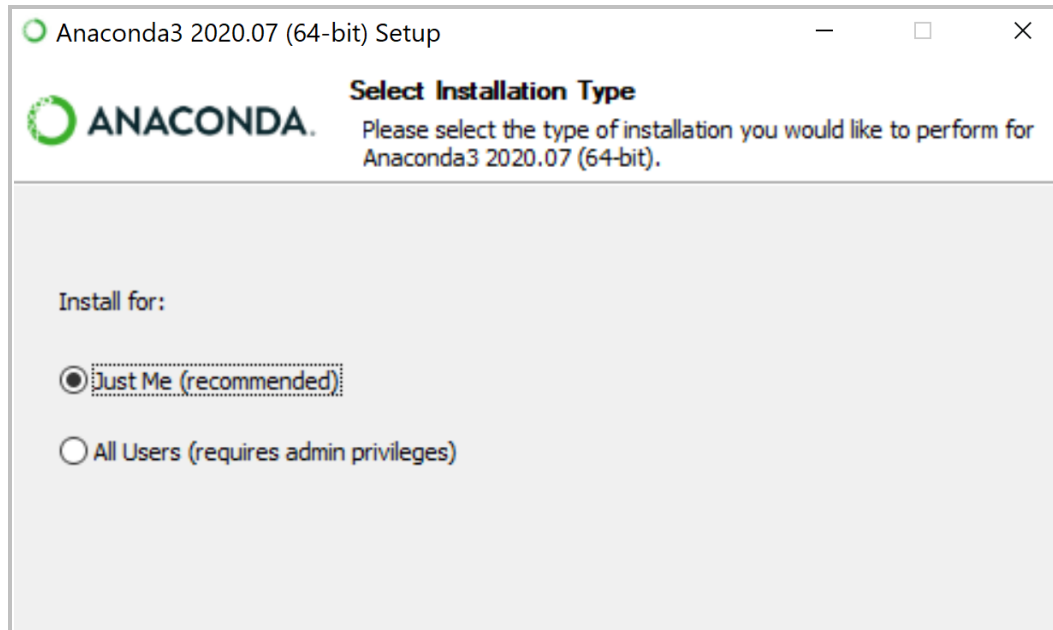 Anaconda3 2020.07 (64-bit) Setup
ANACONDA.
Select Installation Type
Please select the type of installation you would like to perform for
Anaconda3 2020.07 (64-bit).
Install for:
Just Me (recommended)
All Users (requires admin privileges)